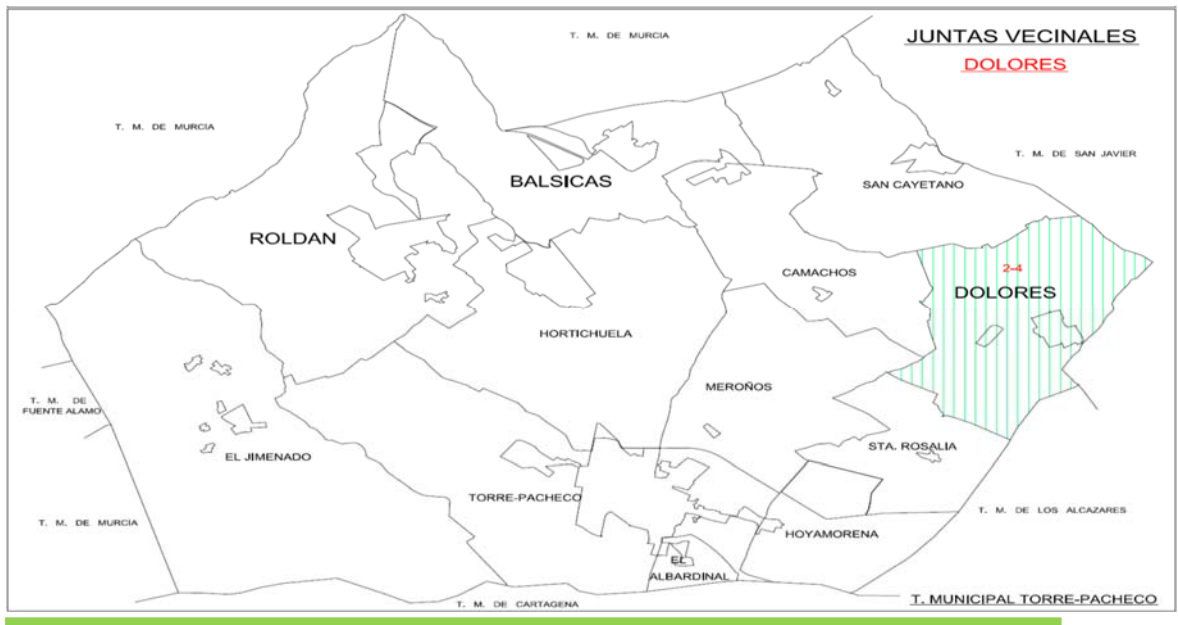 T. M. DE MURCIA
JUNTAS VECINALES
DOLORES
T. M. DE MURCIA
T. M. DE SAN JAVIER
BALSICAS
SAN CAYETANO
ROLDAN
2-4
CAMACHOS
DOLORES
HORTICHUELA
MEROÑOS
T. M. DE
FUENTE ALAMO
STA. ROSALIA
EL JIMENADO
TORRE-PACHECO
T. M. DE LOS ALCAZARES
T. M. DE MURCIA
HOYAMORENA
EL
ALBARDINAL
T. M. DE CARTAGENA
T. MUNICIPAL TORRE-PACHECO